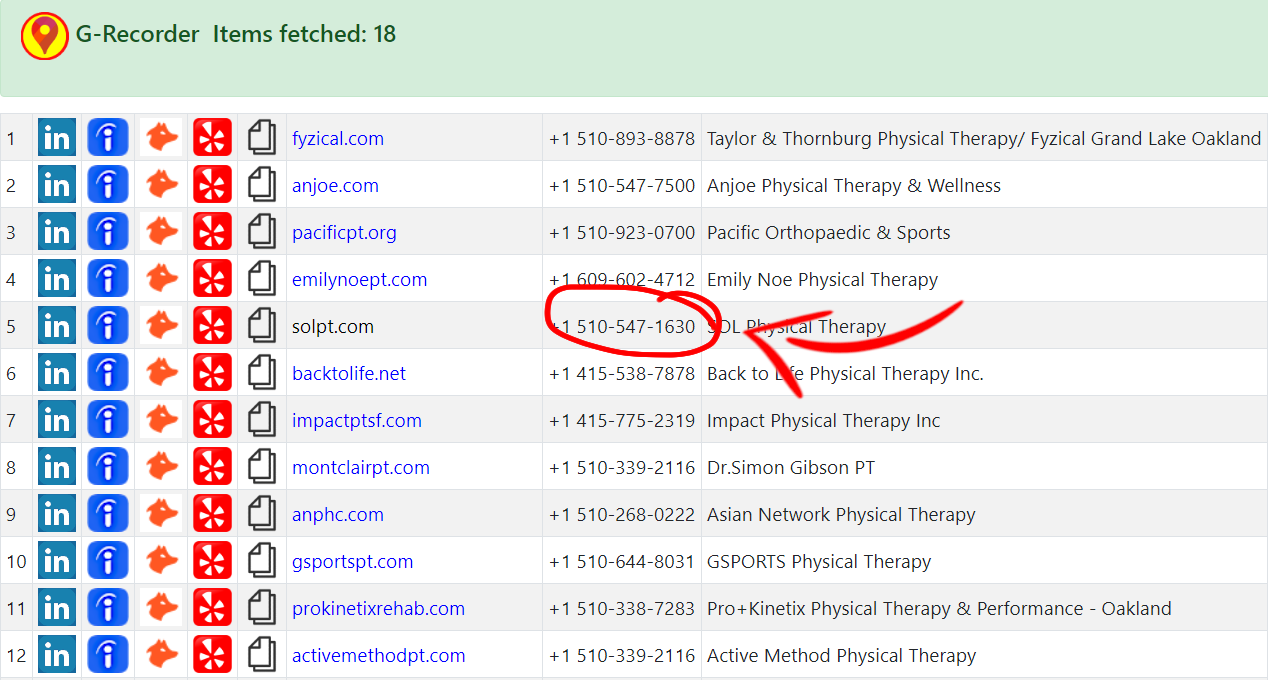 G-Recorder Items fetched: 18
1 in fyzical.com +1 510-893-8878 Taylor & Thornburg Physical Therapy/ Fyzical Grand Lake Oakland
2 in anjoe.com +1 510-547-7500 Anjoe Physical Therapy & Wellness
3 in pacificpt.org +1 510-923-0700 Pacific Orthopaedic & Sports
4 in emilynoept.com +1 609-602-4712 Emily Noe Physical Therapy
5 in solpt.com +1 510-547-1630 SOL Physical Therapy
6 in backtolife.net +1 415-538-7878 Back to Life Physical Therapy Inc.
7 in impactptsf.com +1 415-775-2319 Impact Physical Therapy Inc
8 in montclairpt.com +1 510-339-2116 Dr.Simon Gibson PT
9 in anphc.com +1 510-268-0222 Asian Network Physical Therapy
10 in gsportspt.com +1 510-644-8031 GSPORTS Physical Therapy
11 in prokinetixrehab.com +1 510-338-7283 Pro+Kinetix Physical Therapy & Performance - Oakland
12 in activemethodpt.com +1 510-339-2116 Active Method Physical Therapy